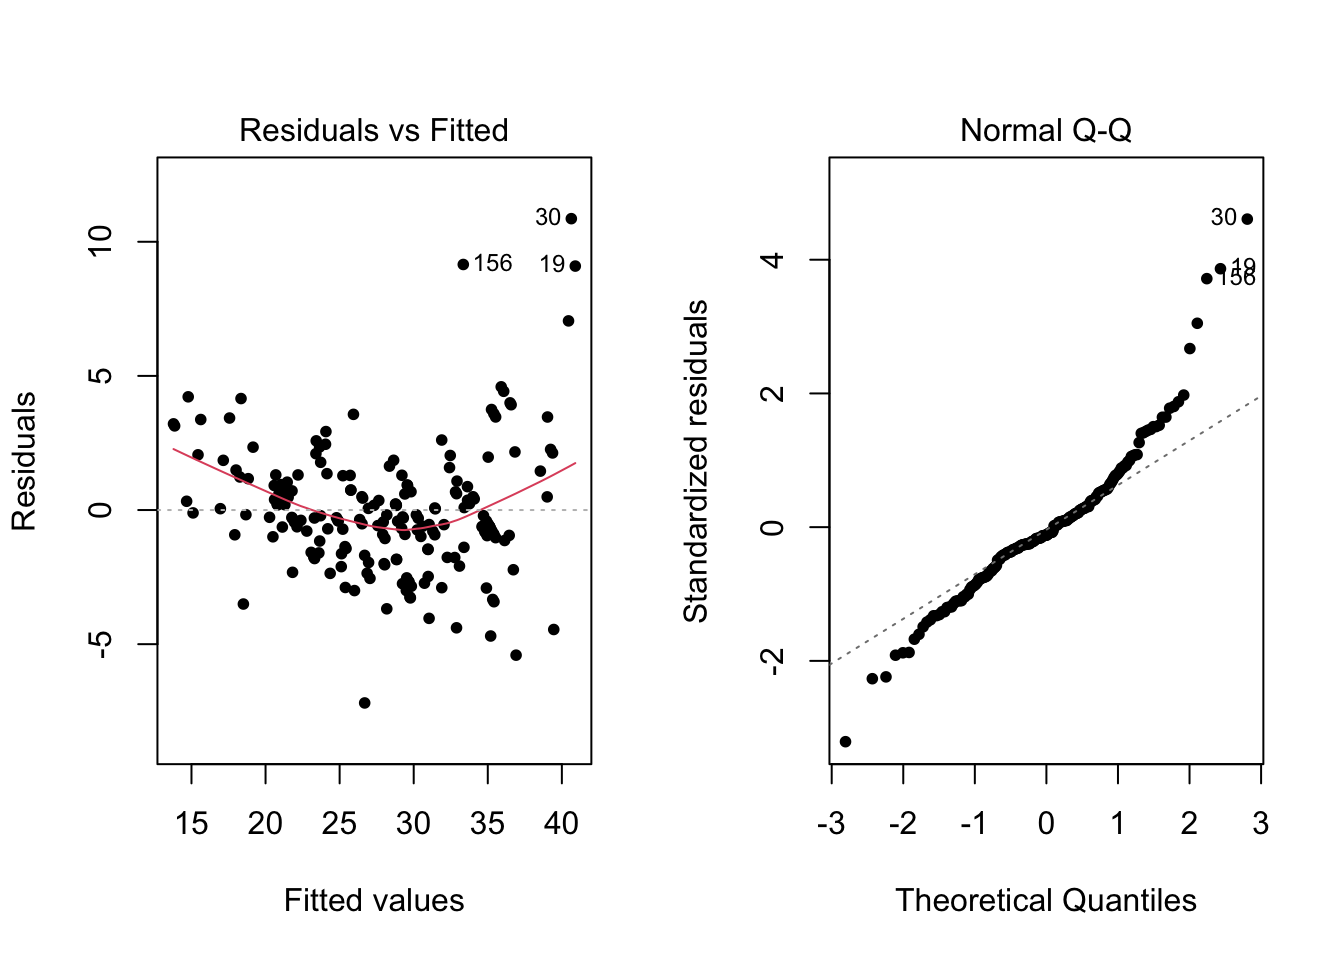 Residuals vs Fitted
Residuals
10
5
0
-5
30
156
19
15 20 25 30 35 40
Fitted values
Normal Q-Q
Standardized residuals
4
2
0
-2
30
19
156
-3 -2 -1 0 1 2 3
Theoretical Quantiles